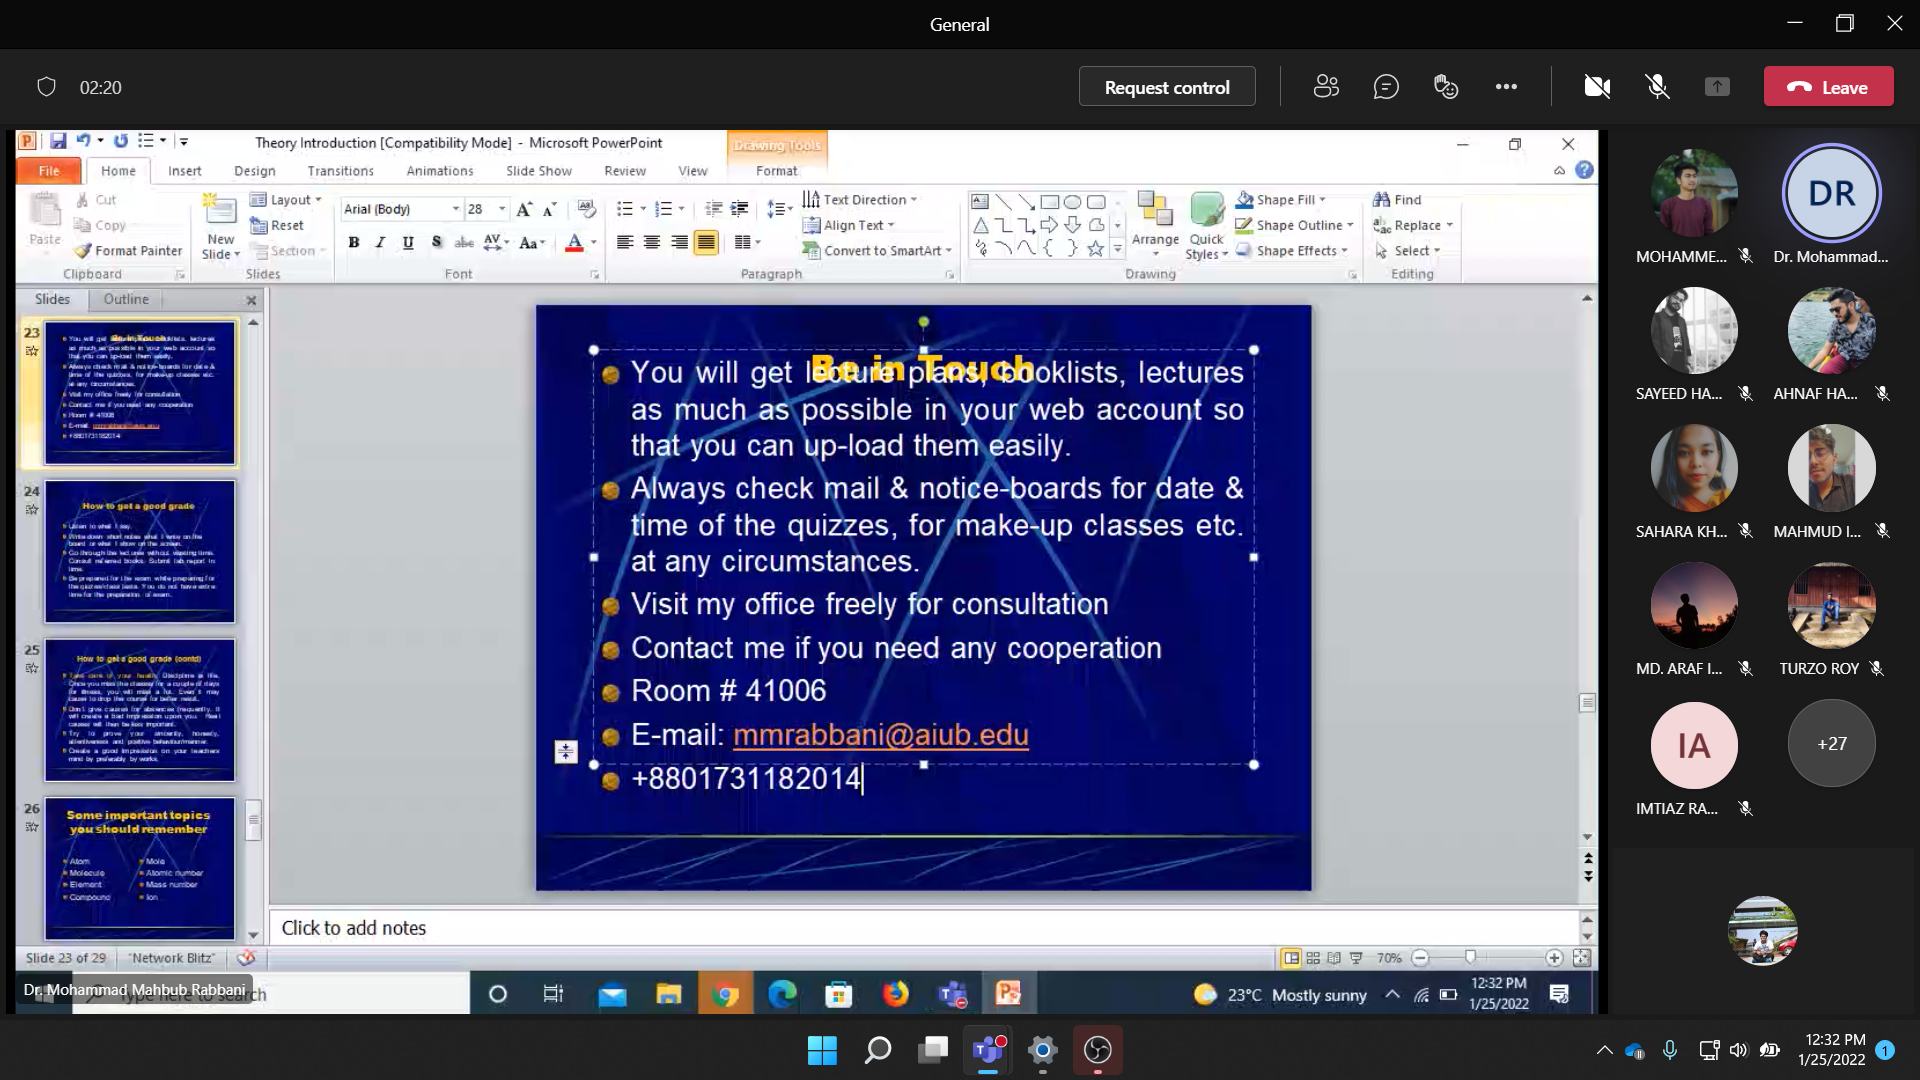 General
02:20
Request control
Leave
Theory Introduction [Compatibility Mode] - Microsoft PowerPoint
Drawing Tools
File Home Insert Design Transitions Animations Slide Show Review View Format
Paste
Cut
Copy
Format Painter
Clipboard
New Slide
Layout
Reset
Section
Slides
Arial (Body) 28
Font
Text Direction
Align Text
Convert to SmartArt
Paragraph
Arrange
Quick Styles
Shape Fill
Shape Outline
Shape Effects
Drawing
Find
Replace
Select
Editing
Slides Outline
23
Be in Touch
24
How to get a good grade
25
How to get a good grade (contd)
26
Some important topics
you should remember
Atom
Molecule
Element
Compound
Mole
Atomic number
Mass number
Ion
Be in Touch
You will get lecture plans, booklists, lectures
as much as possible in your web account so
that you can up-load them easily.
Always check mail & notice-boards for date &
time of the quizzes, for make-up classes etc.
at any circumstances.
Visit my office freely for consultation
Contact me if you need any cooperation
Room # 41006
E-mail: mmrabbani@aiub.edu
+8801731182014
Click to add notes
Slide 23 of 29 "Network Blitz" 70%
Dr. Mohammad Mahbub Rabbani
Type here to search
23°C Mostly sunny
12:32 PM
1/25/2022
MOHAMME...
DR
Dr. Mohammad...
SAYEED HA...
AHNAF HA...
SAHARA KH...
MAHMUD I...
MD. ARAF I...
TURZO ROY
IA
IMTIAZ RA...
+27
12:32 PM
1/25/2022
1